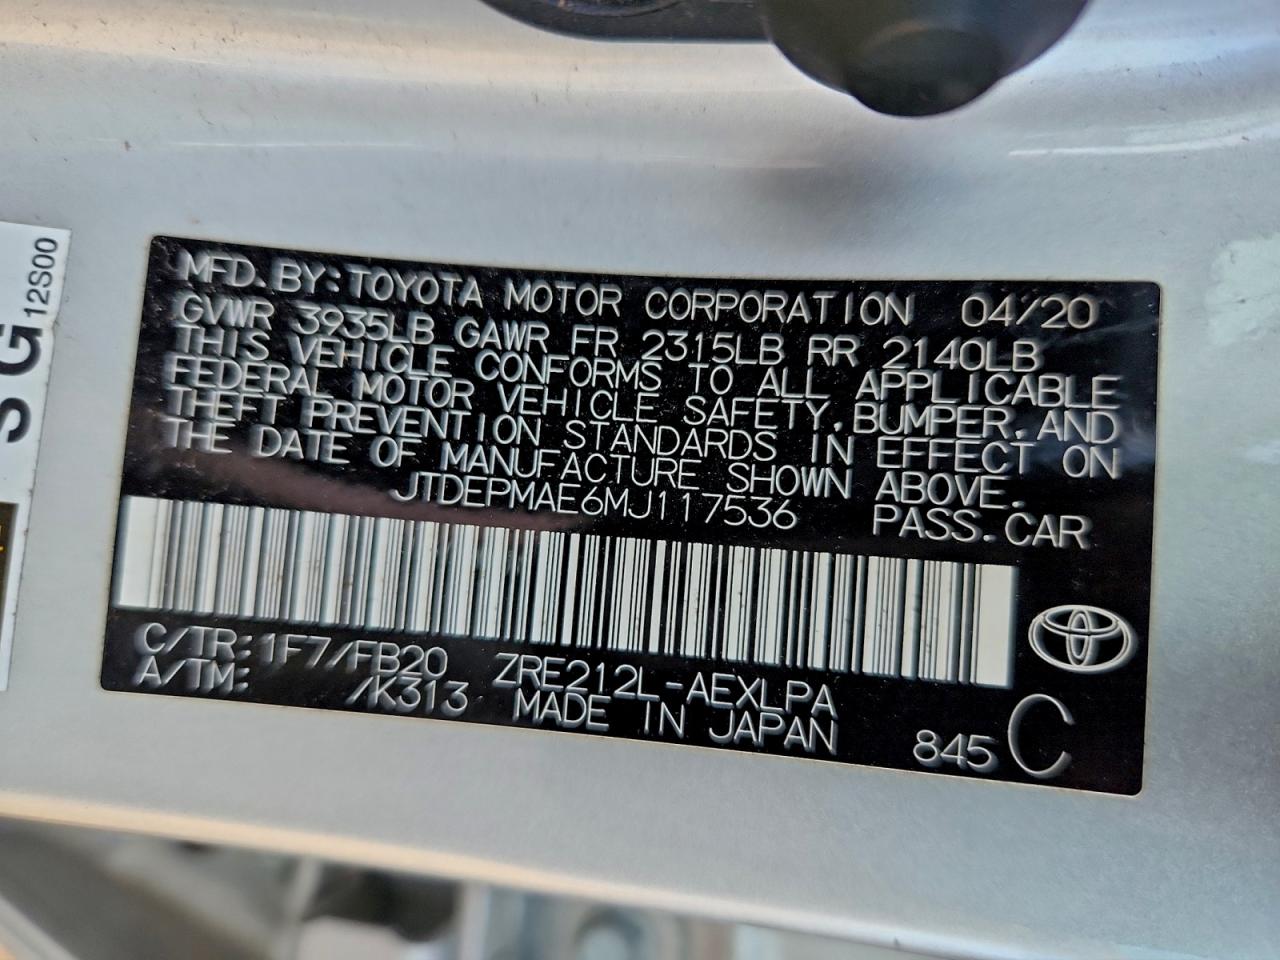 MFD. BY: TOYOTA MOTOR CORPORATION 04/20
GVWR 3935LB GAWR FR 2315LB RR 2140LB
THIS VEHICLE CONFORMS TO ALL APPLICABLE
FEDERAL MOTOR VEHICLE SAFETY, BUMPER, AND
THEFT PREVENTION STANDARDS IN EFFECT ON
THE DATE OF MANUFACTURE SHOWN ABOVE.
JTDEPMAE6MJ117536 PASS. CAR
C/TR: 1F7/FB20 ZRE212L-AEXLPA
A/TM: /K313 MADE IN JAPAN
845 C
SG
12S00